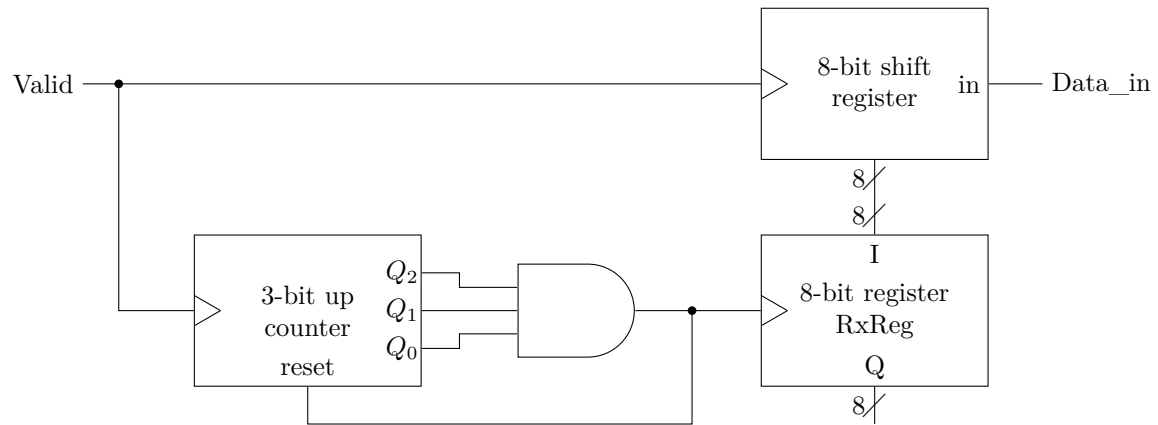 Valid
8-bit shift
register
in
Data_in
8
8
I
8-bit register
RxReg
Q
8
3-bit up
counter
reset
Q₂
Q₁
Q₀